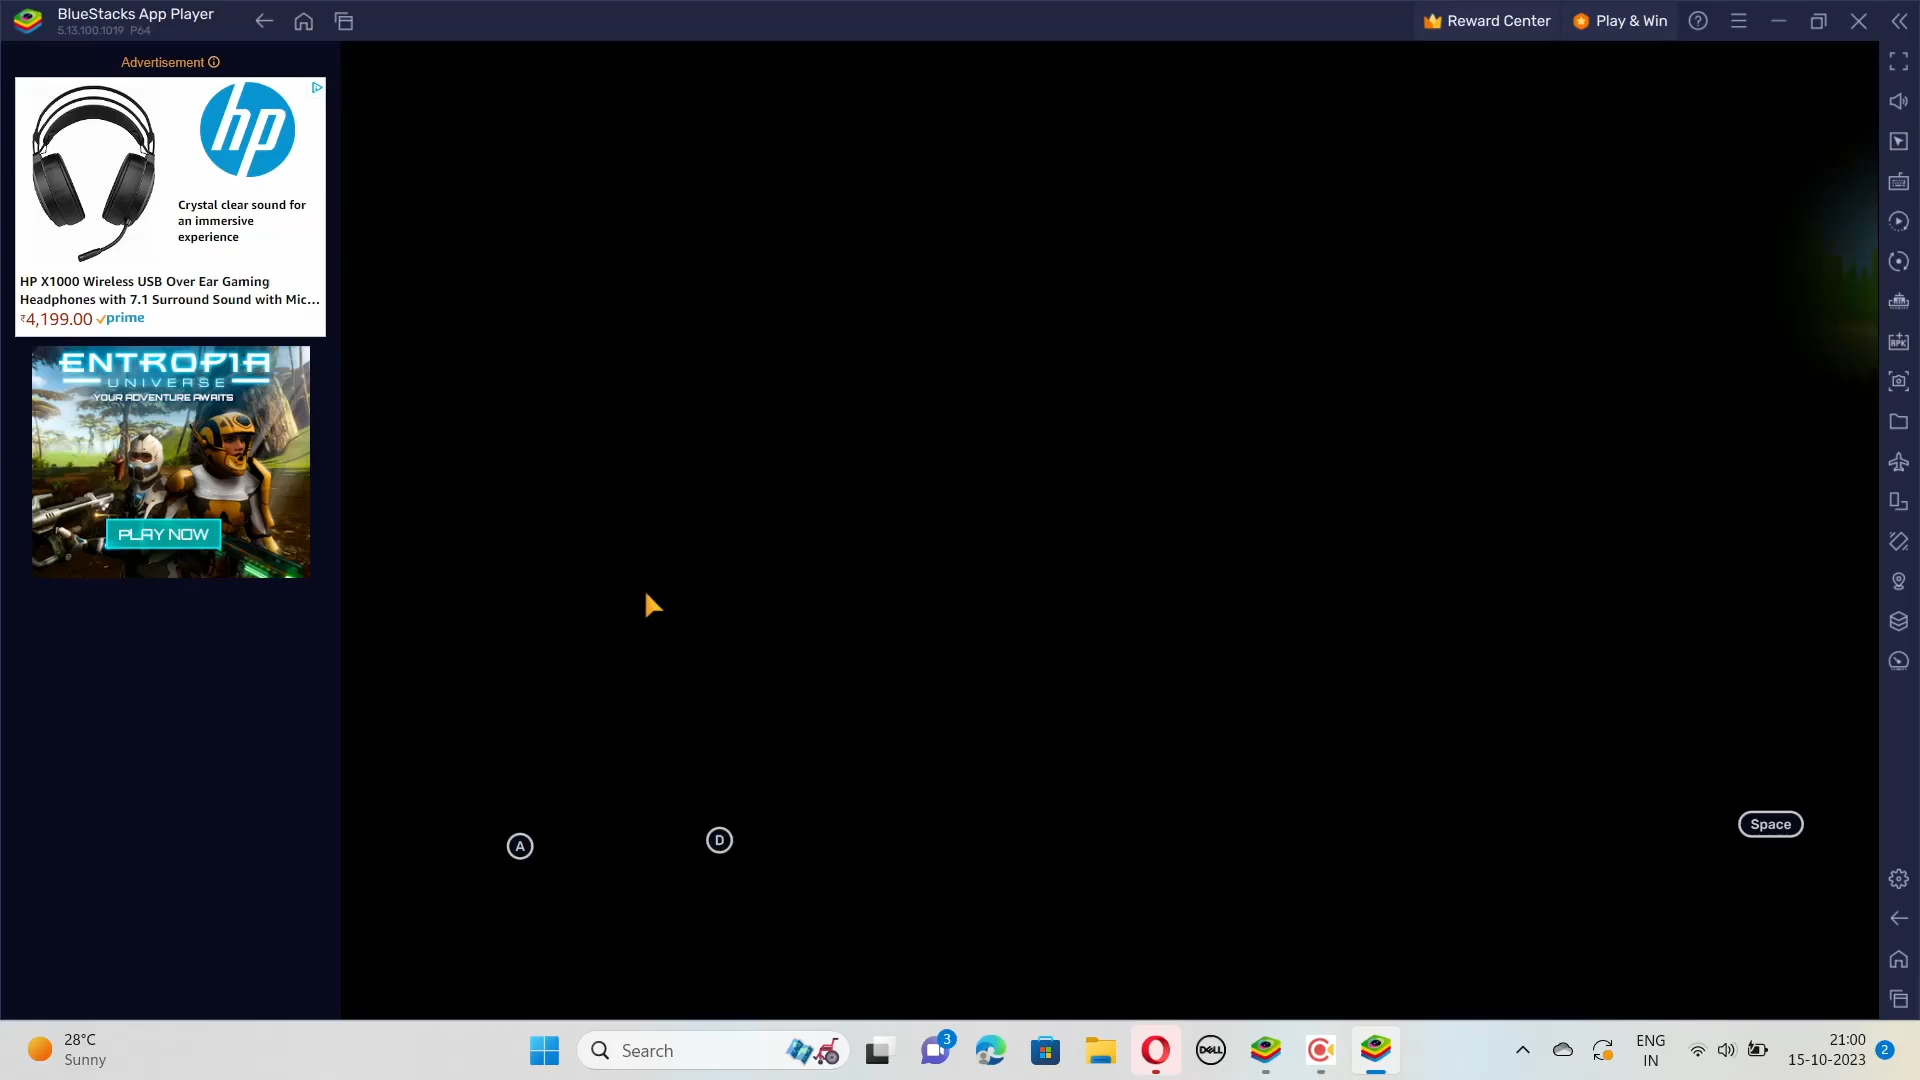 BlueStacks App Player
5.13.100.1019 P64
Reward Center
Play & Win
Advertisement
hp
Crystal clear sound for
an immersive
experience
HP X1000 Wireless USB Over Ear Gaming
Headphones with 7.1 Surround Sound with Mic...
₹4,199.00 prime
ENTROPIA
UNIVERSE
YOUR ADVENTURE AWAITS
PLAY NOW
APK
A
D
Space
28°C
Sunny
Search
3
DELL
ENG
IN
21:00
15-10-2023
2